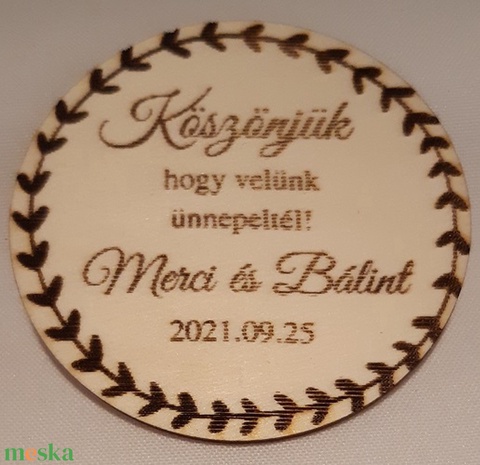 Köszönjük
hogy velünk
ünnepeltél!
Merci és Bálint
2021.09.25
meska